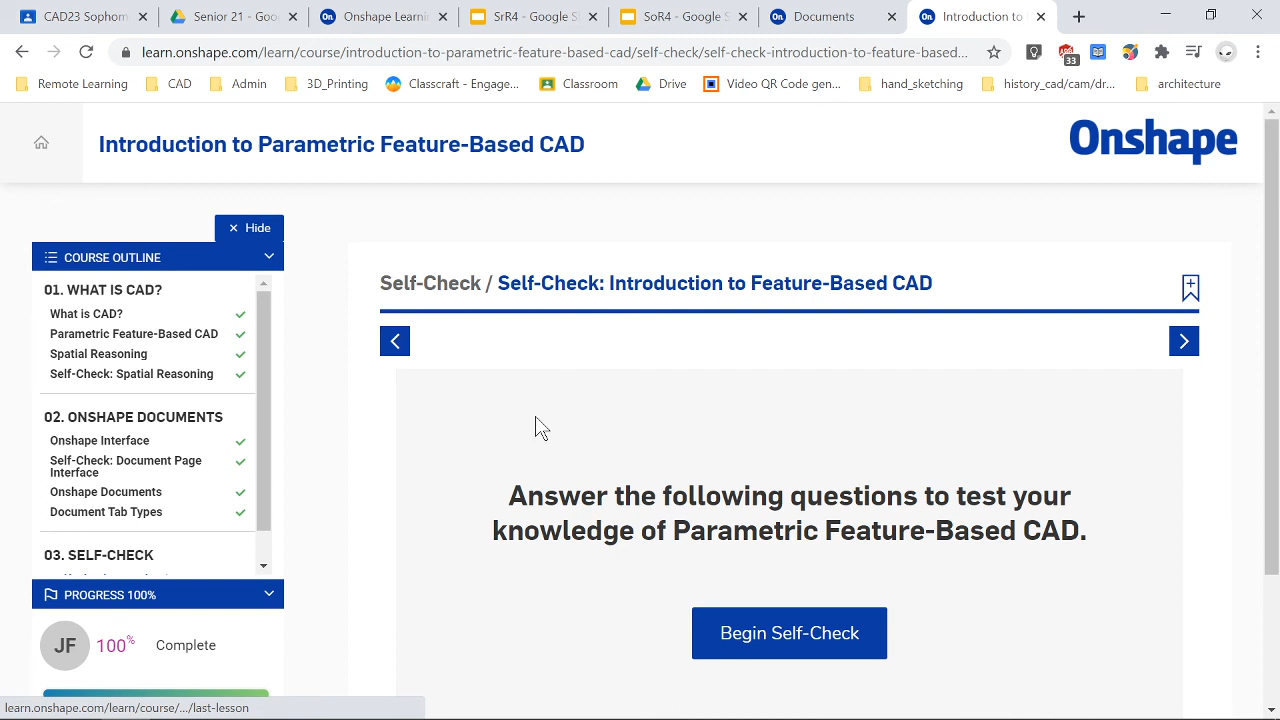 CAD2: Sophom
Senior 21 - Goo
Onshape Learnin
SrR4 - Google S
SoR4 - Google
Documents
Introduction to
learn.onshape.com/learn/course/introduction-to-parametric-feature-based-cad/self-check/self-check-introduction-to-feature-based...
33
Remote Learning
CAD
Admin
3D_Printing
Classcraft - Engage...
Classroom
Drive
Video QR Code gen...
hand_sketching
history_cad/cam/dr...
architecture
Introduction to Parametric Feature-Based CAD
Onshape
Hide
COURSE OUTLINE
01. WHAT IS CAD?
What is CAD?
Parametric Feature-Based CAD
Spatial Reasoning
Self-Check: Spatial Reasoning
02. ONSHAPE DOCUMENTS
Onshape Interface
Self-Check: Document Page
Interface
Onshape Documents
Document Tab Types
03. SELF-CHECK
PROGRESS 100%
JF
100%
Complete
Self-Check / Self-Check: Introduction to Feature-Based CAD
Answer the following questions to test your
knowledge of Parametric Feature-Based CAD.
Begin Self-Check
learn.onshape.com/learn/course/.../last-lesson